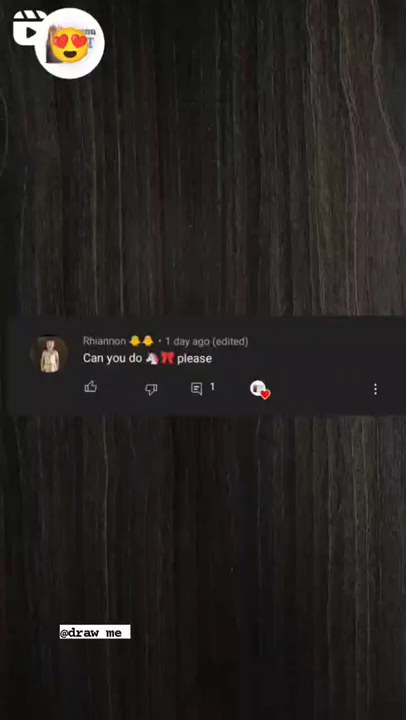 Rhiannon 🐥🐥 • 1 day ago (edited)
Can you do 🦄🎀 please
1
@draw me